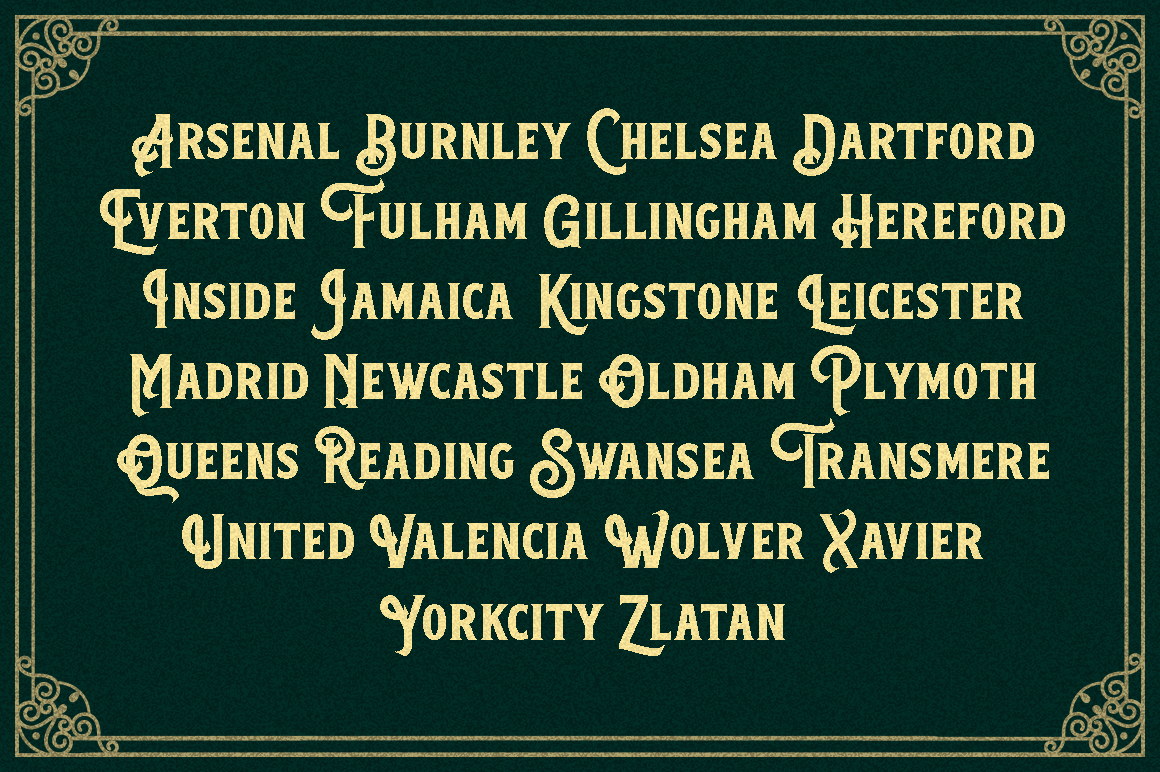 Arsenal Burnley Chelsea Dartford
Everton Fulham Gillingham Hereford
Inside Jamaica Kingstone Leicester
Madrid Newcastle Oldham Plymoth
Queens Reading Swansea Transmere
United Valencia Wolver Xavier
Yorkcity Zlatan